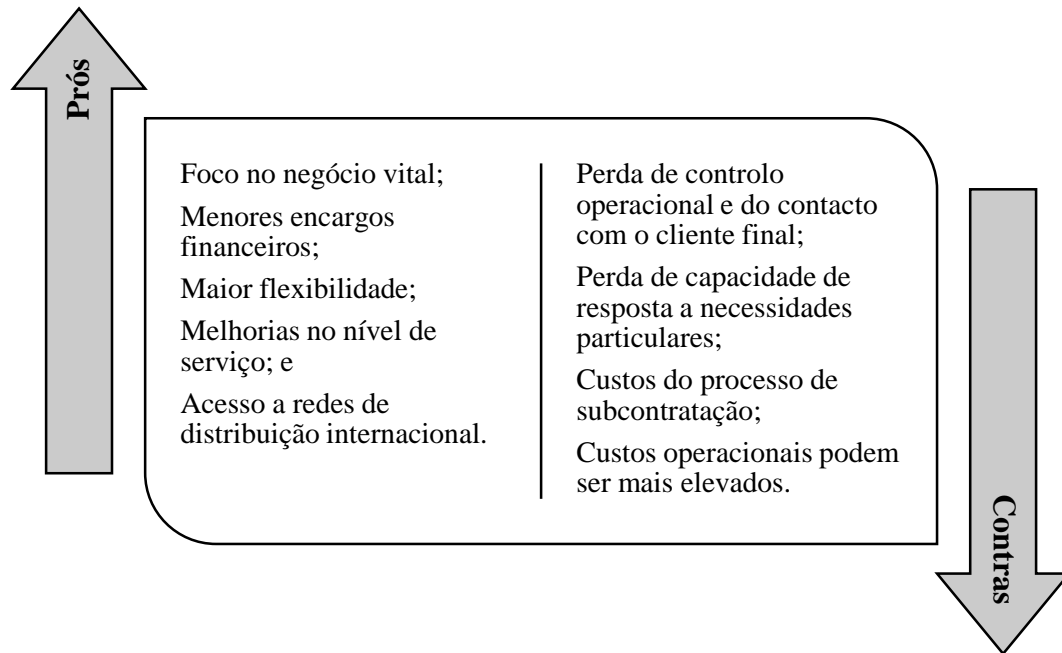 Prós
Foco no negócio vital;
Menores encargos
financeiros;
Maior flexibilidade;
Melhorias no nível de
serviço; e
Acesso a redes de
distribuição internacional.
Perda de controlo
operacional e do contacto
com o cliente final;
Perda de capacidade de
resposta a necessidades
particulares;
Custos do processo de
subcontratação;
Custos operacionais podem
ser mais elevados.
Contras